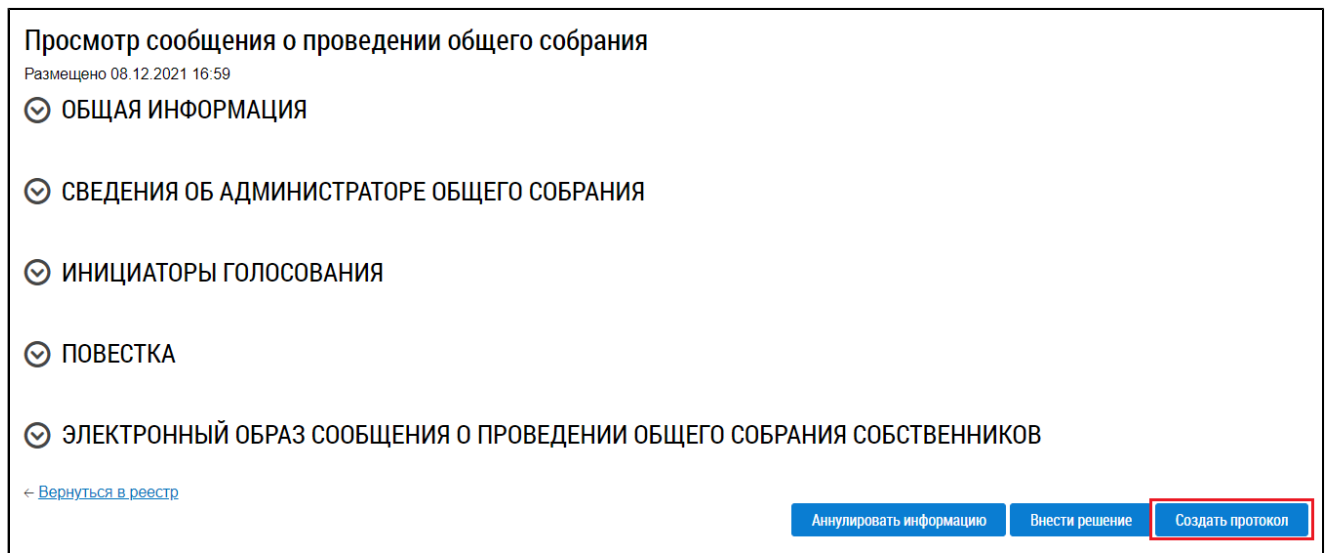 Просмотр сообщения о проведении общего собрания
Размещено 08.12.2021 16:59
ОБЩАЯ ИНФОРМАЦИЯ
СВЕДЕНИЯ ОБ АДМИНИСТРАТОРЕ ОБЩЕГО СОБРАНИЯ
ИНИЦИАТОРЫ ГОЛОСОВАНИЯ
ПОВЕСТКА
ЭЛЕКТРОННЫЙ ОБРАЗ СООБЩЕНИЯ О ПРОВЕДЕНИИ ОБЩЕГО СОБРАНИЯ СОБСТВЕННИКОВ
← Вернуться в реестр
Аннулировать информацию Внести решение Создать протокол